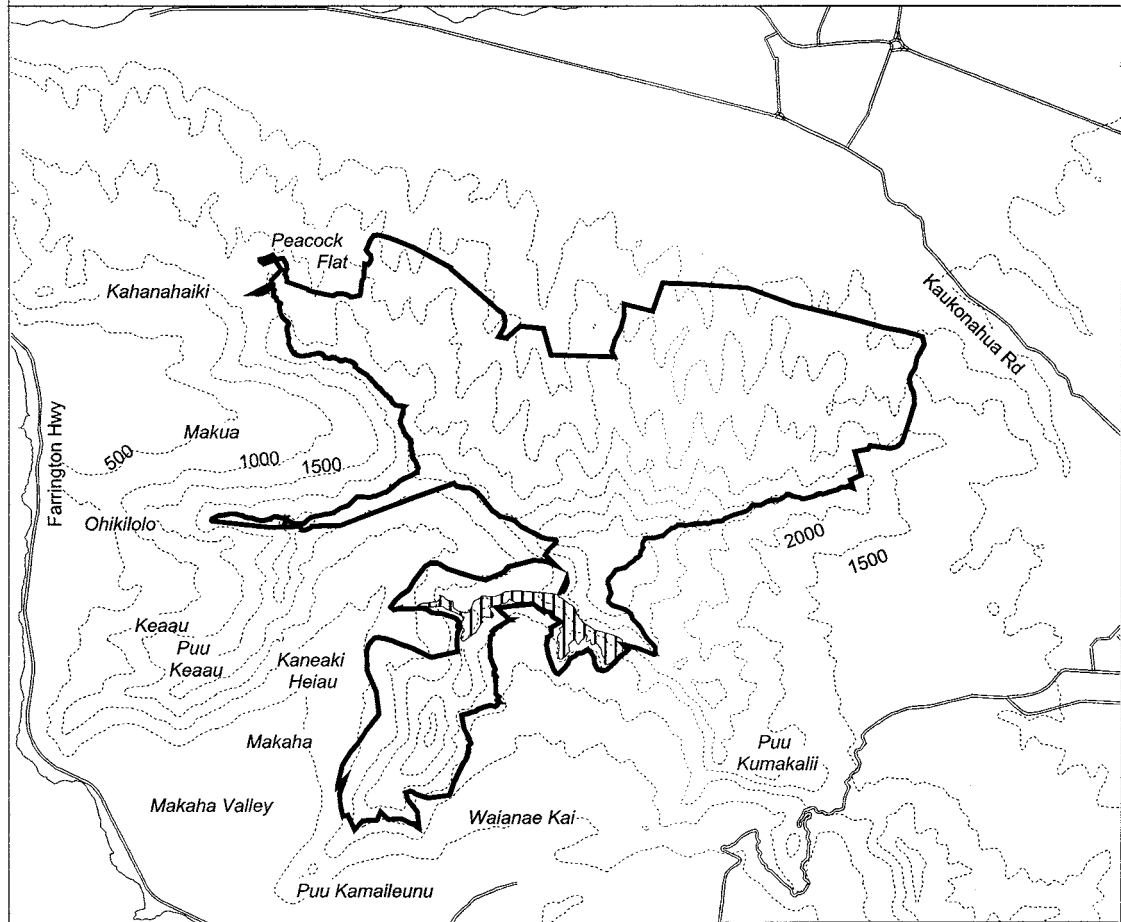 Peacock
Flat
Kahanahaiki
Kaukonahua Rd
Farrington Hwy
Makua
500
1000
1500
Ohikilolo
2000
1500
Keaau
Puu
Keaau
Kaneaki
Heiau
Makaha
Puu
Kumakalii
Makaha Valley
Waianae Kai
Puu Kamaileunu